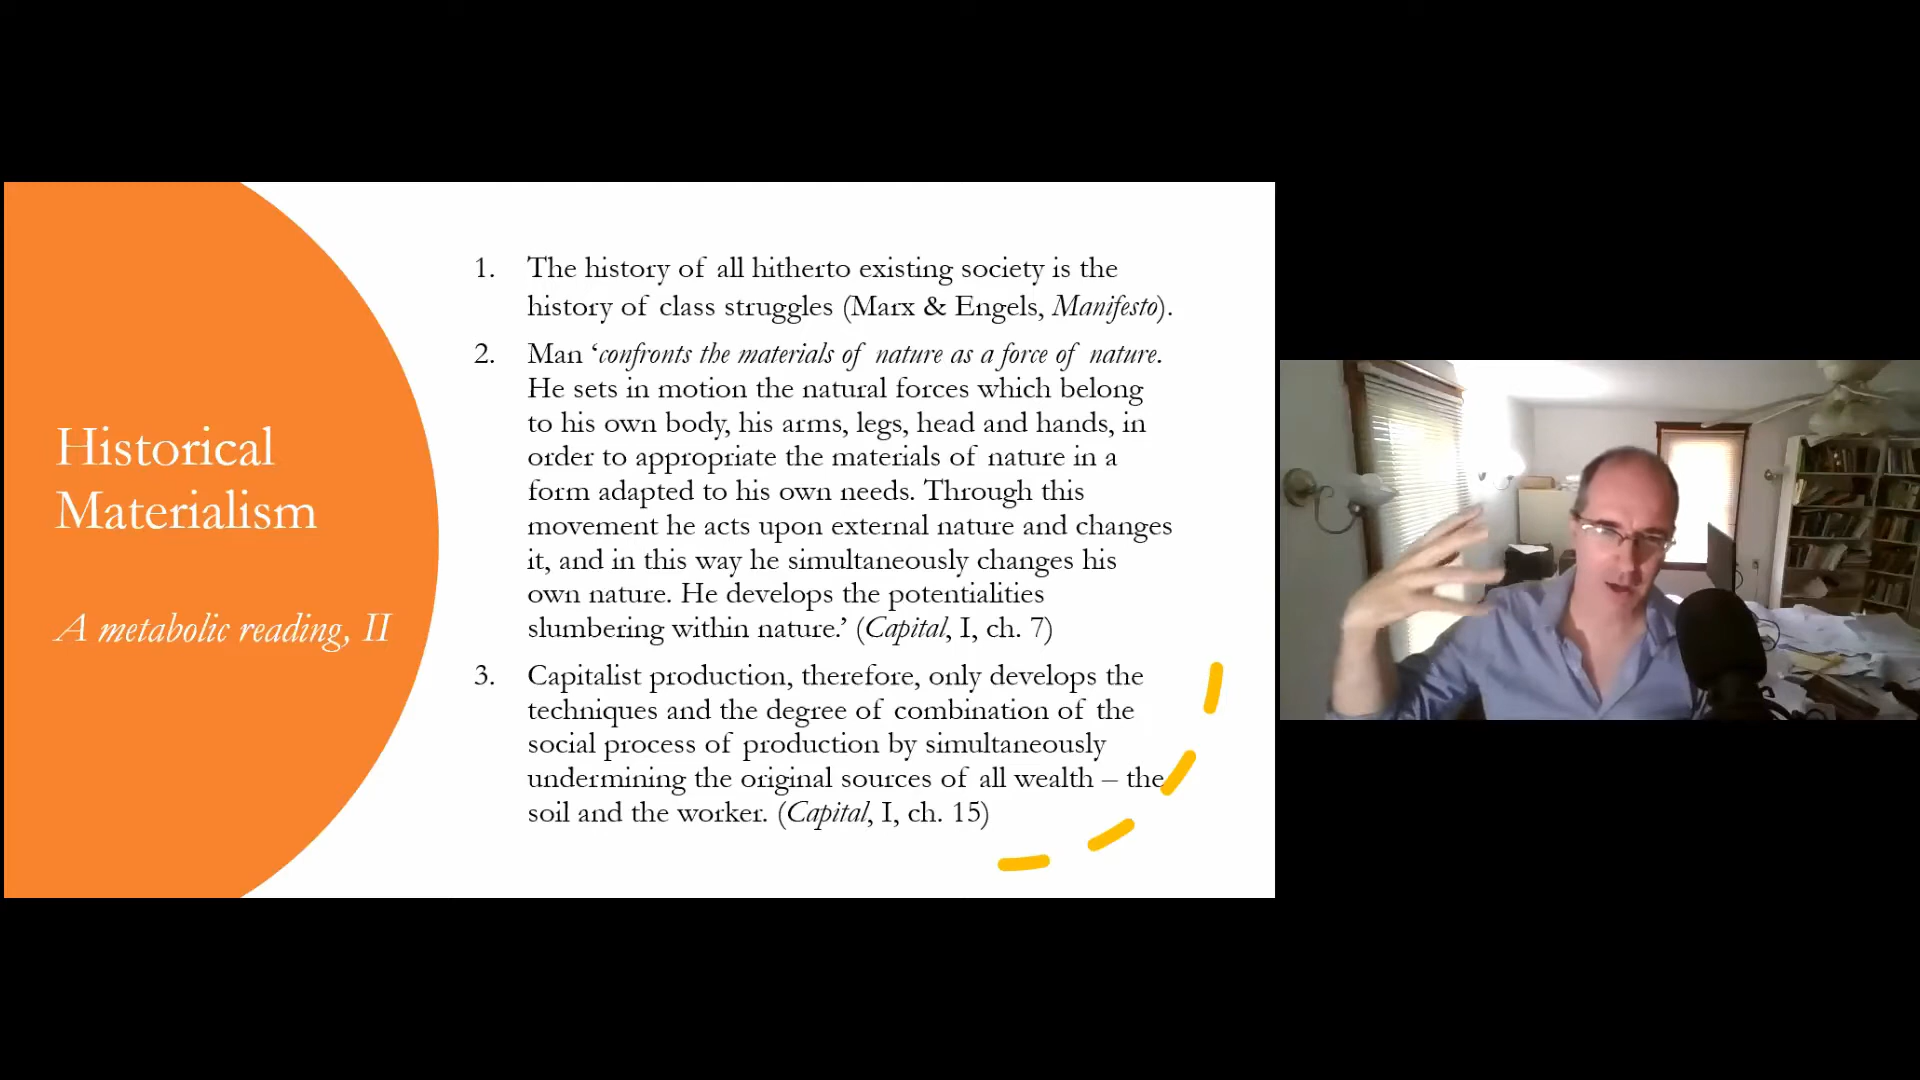 Historical
Materialism
A metabolic reading, II
1. The history of all hitherto existing society is the
history of class struggles (Marx & Engels, Manifesto).
2. Man ‘confronts the materials of nature as a force of nature.
He sets in motion the natural forces which belong
to his own body, his arms, legs, head and hands, in
order to appropriate the materials of nature in a
form adapted to his own needs. Through this
movement he acts upon external nature and changes
it, and in this way he simultaneously changes his
own nature. He develops the potentialities
slumbering within nature.’ (Capital, I, ch. 7)
3. Capitalist production, therefore, only develops the
techniques and the degree of combination of the
social process of production by simultaneously
undermining the original sources of all wealth – the
soil and the worker. (Capital, I, ch. 15)